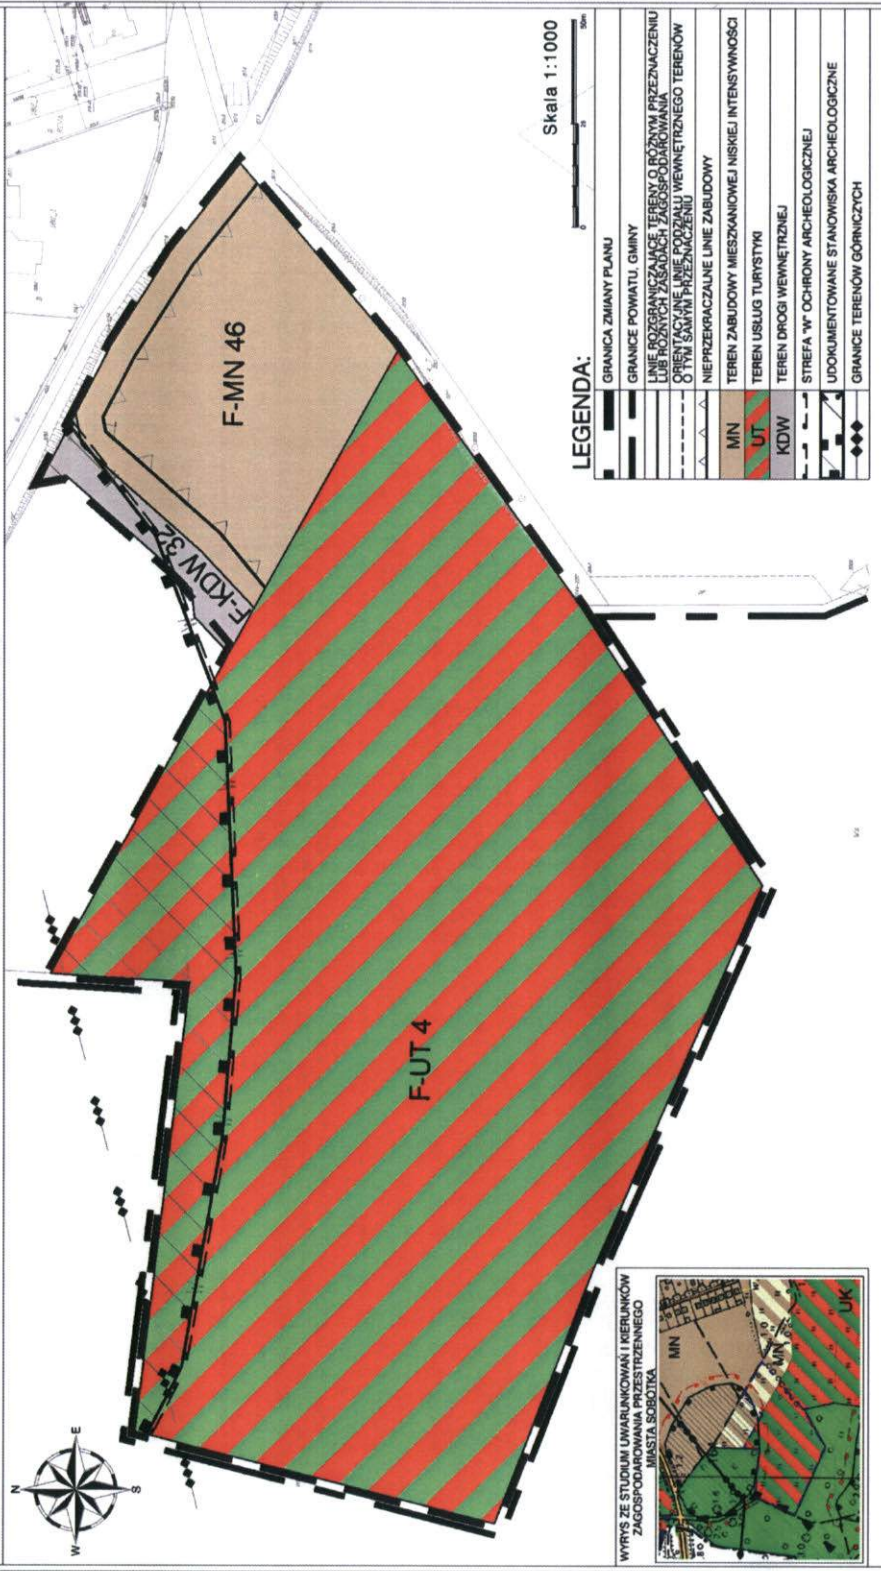 N
E
S
W
F-UT 4
F-KDW 32
F-MN 46
Skala 1:1000
0
25
50m
LEGENDA:
GRANICA ZMIANY PLANU
GRANICE POWIATU, GMINY
LINIE ROZGRANICZAJĄCE TERENY O RÓŻNYM PRZEZNACZENIU
LUB RÓŻNYCH ZASADACH ZAGOSPODAROWANIA
ORIENTACYJNE LINIE PODZIAŁU WEWNĘTRZNEGO TERENÓW
O TYM SAMYM PRZEZNACZENIU
NIEPRZEKRACZALNE LINIE ZABUDOWY
MN TEREN ZABUDOWY MIESZKANIOWEJ NISKIEJ INTENSYWNOŚCI
UT TEREN USŁUG TURYSTYKI
KDW TEREN DROGI WEWNĘTRZNEJ
STREFA "W" OCHRONY ARCHEOLOGICZNEJ
UDOKUMENTOWANE STANOWISKA ARCHEOLOGICZNE
GRANICE TERENÓW GÓRNICZYCH
WYRYS ZE STUDIUM UWARUNKOWAŃ I KIERUNKÓW
ZAGOSPODAROWANIA PRZESTRZENNEGO
MIASTA SOBÓTKA
MN
MN
UK